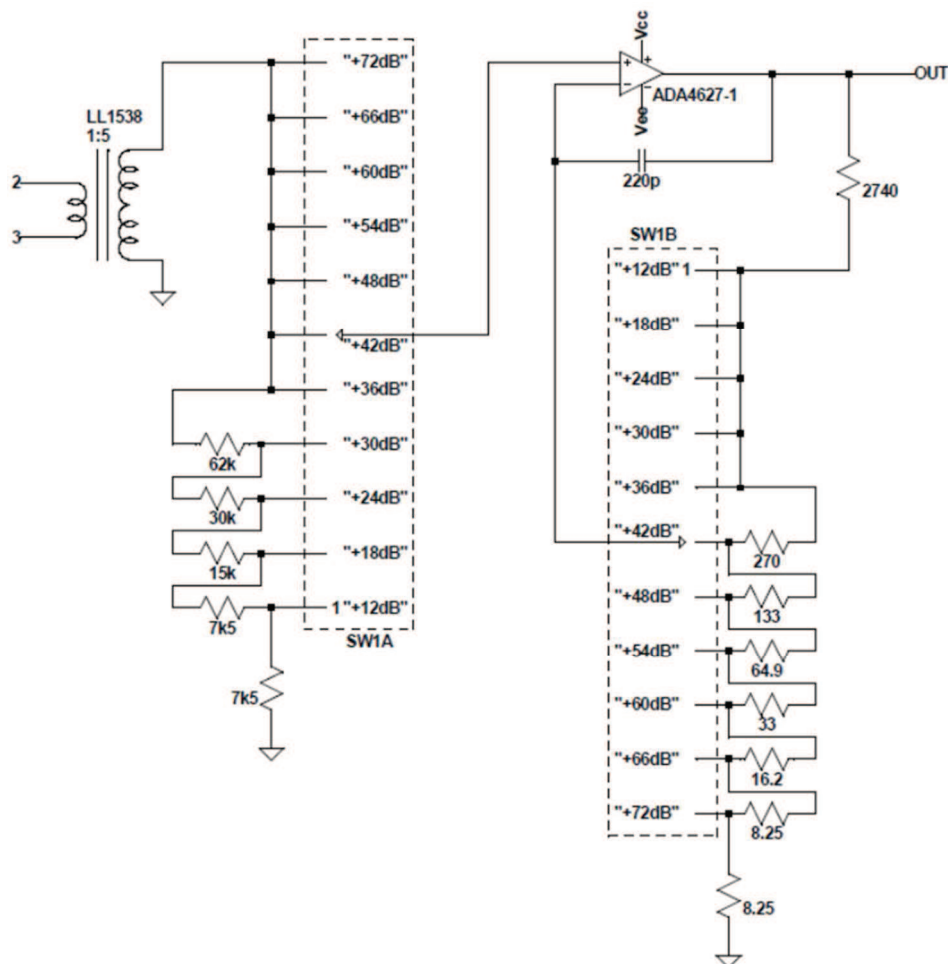 LL1538
1:5
2
3
"+72dB"
"+66dB"
"+60dB"
"+54dB"
"+48dB"
"+42dB"
"+36dB"
"+30dB"
"+24dB"
"+18dB"
1 "+12dB"
SW1A
62k
30k
15k
7k5
7k5
Vcc
+
+
−
−
ADA4627-1
Vee
OUT
220p
2740
SW1B
"+12dB" 1
"+18dB"
"+24dB"
"+30dB"
"+36dB"
"+42dB"
270
"+48dB"
133
"+54dB"
64.9
"+60dB"
33
"+66dB"
16.2
"+72dB"
8.25
8.25